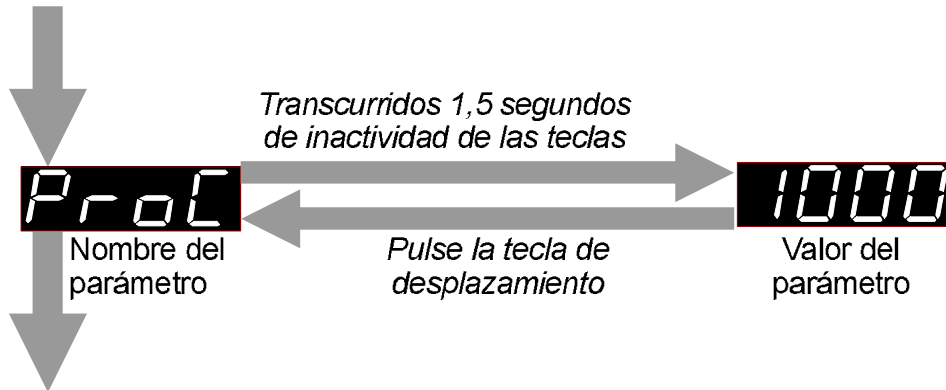 Transcurridos 1,5 segundos
de inactividad de las teclas
ProC
1000
Nombre del
parámetro
Pulse la tecla de
desplazamiento
Valor del
parámetro